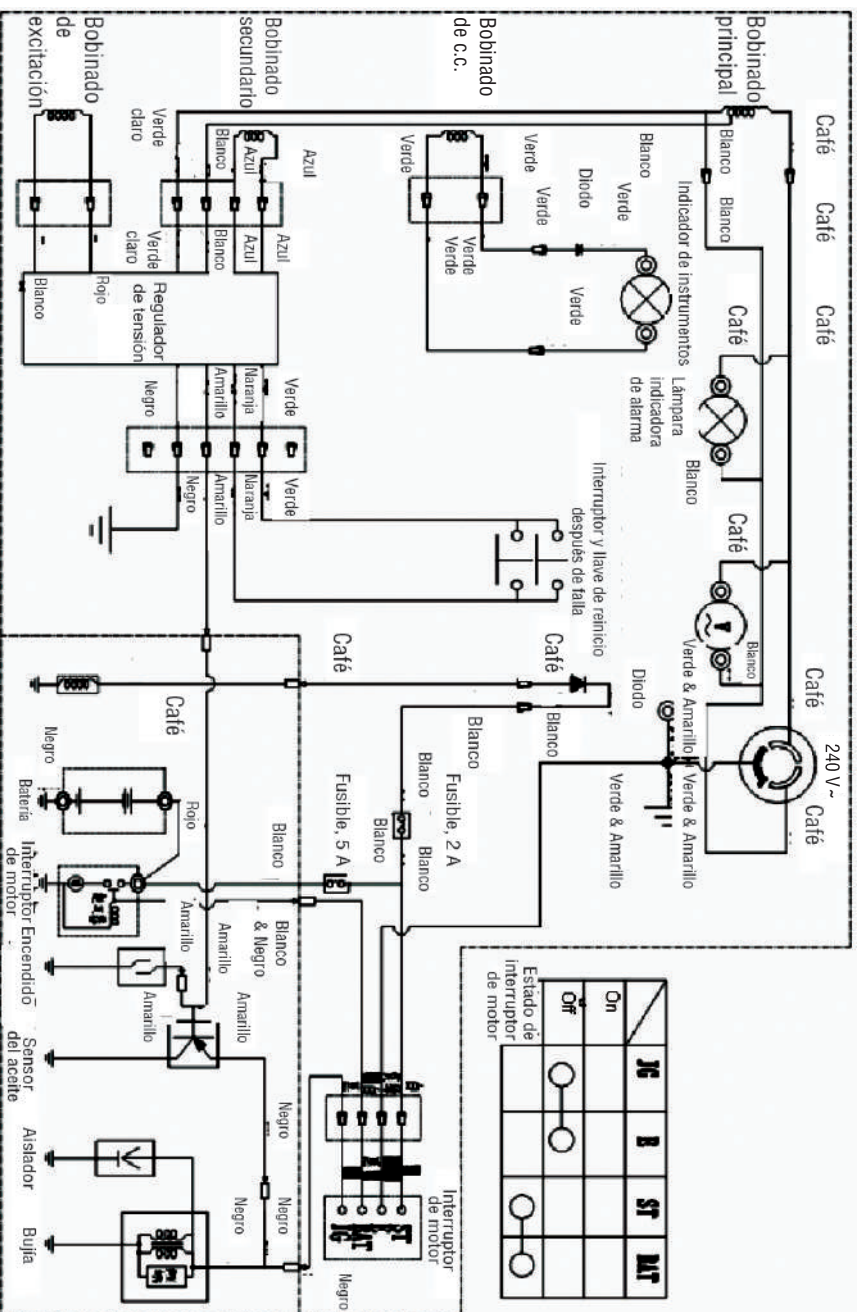 240 V~
Café
Café
Café
Café
Café
Bobinado
principal
Blanco
Blanco
Café
Café
Blanco
Lámpara
indicadora
de alarma
Blanco
Indicador de instrumentos
Blanco
Verde
Diodo
Verde
Verde
Verde
Bobinado
de c.c.
Verde
Verde
Verde
Verde & Amarillo
Verde & Amarillo
Verde & Amarillo
Diodo
Interruptor y llave de reinicio
después de falla
Café
Café
Blanco
Blanco
Bobinado
secundario
Azul
Azul
Blanco
Verde
claro
Azul
Azul
Blanco
Verde
claro
Regulador
de tensión
Verde
Naranja
Amarillo
Negro
Verde
Naranja
Amarillo
Negro
Bobinado
de
excitación
Rojo
Blanco
Fusible, 2 A
Blanco
Blanco
Blanco
Fusible, 5 A
Blanco
Blanco
& Negro
Café
Rojo
Negro
Batería
Amarillo
Amarillo
Amarillo
Amarillo
Negro
Negro
Negro
Negro
Interruptor
de motor
Encendido
Sensor
del aceite
Aislador
Bujía
Interruptor
de motor
ST
BAT
E
IG
JG
E
ST
BAT
On
Off
Estado de
interruptor
de motor